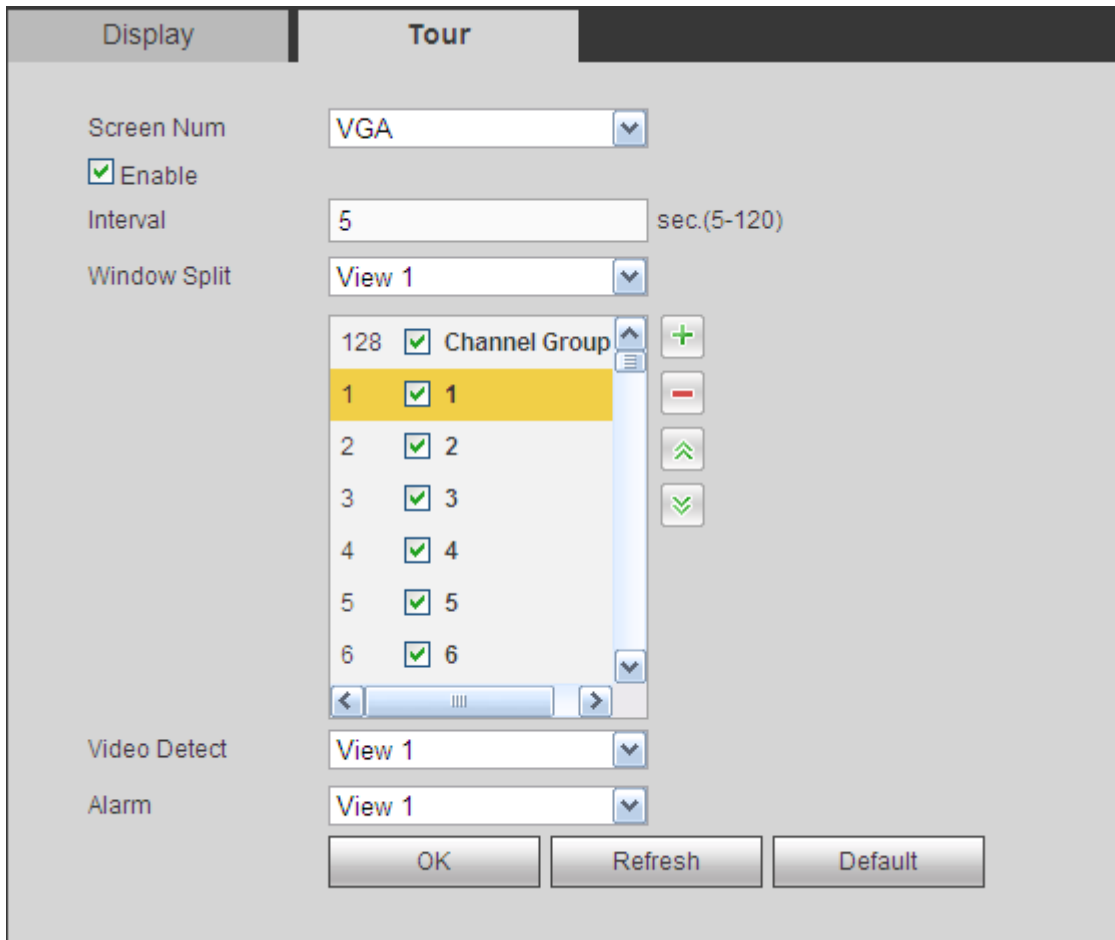 Display Tour
Screen Num VGA
Enable
Interval 5 sec.(5-120)
Window Split View 1
128 Channel Group
1 1
2 2
3 3
4 4
5 5
6 6
Video Detect View 1
Alarm View 1
OK Refresh Default